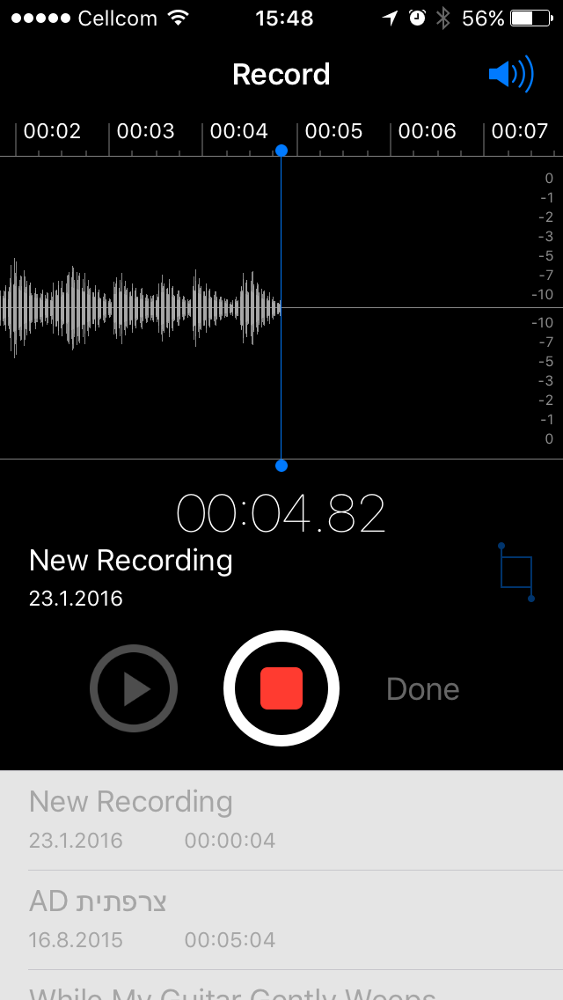 Cellcom 15:48 56%
Record
00:02 00:03 00:04 00:05 00:06 00:07
0
-1
-2
-3
-5
-7
-10
-10
-7
-5
-3
-2
-1
0
00:04.82
New Recording
23.1.2016
Done
New Recording
23.1.2016 00:00:04
AD צרפתית
16.8.2015 00:05:04
While My Guitar Gently Weeps